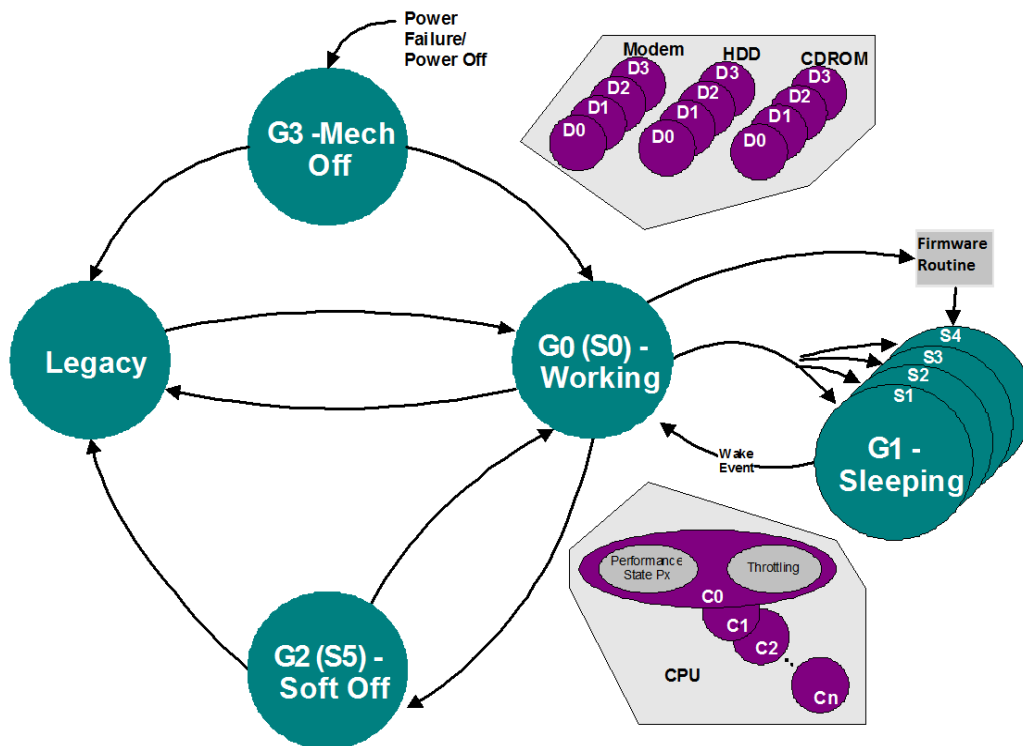 Power
Failure/
Power Off
G3 -Mech
Off
Modem
HDD
CDROM
D3
D2
D1
D0
D3
D2
D1
D0
D3
D2
D1
D0
Firmware
Routine
Legacy
G0 (S0) -
Working
S4
S3
S2
S1
G1 -
Sleeping
Wake
Event
Performance
State Px
Throttling
C0
C1
C2
Cn
CPU
G2 (S5) -
Soft Off